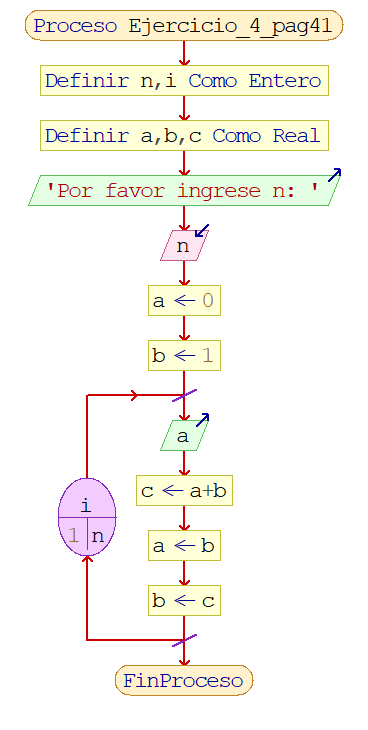 Proceso Ejercicio_4_pag41
Definir n,i Como Entero
Definir a,b,c Como Real
'Por favor ingrese n: '
n
a ← 0
b ← 1
a
c ← a+b
i
1 n
a ← b
b ← c
FinProceso